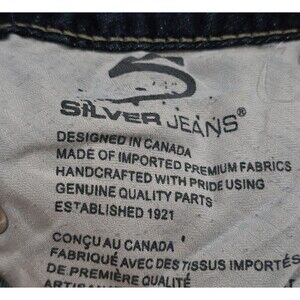 SILVER JEANS®
DESIGNED IN CANADA
MADE OF IMPORTED PREMIUM FABRICS
HANDCRAFTED WITH PRIDE USING
GENUINE QUALITY PARTS
ESTABLISHED 1921
CONÇU AU CANADA
FABRIQUÉ AVEC DES TISSUS IMPORTÉS
DE PREMIÈRE QUALITÉ